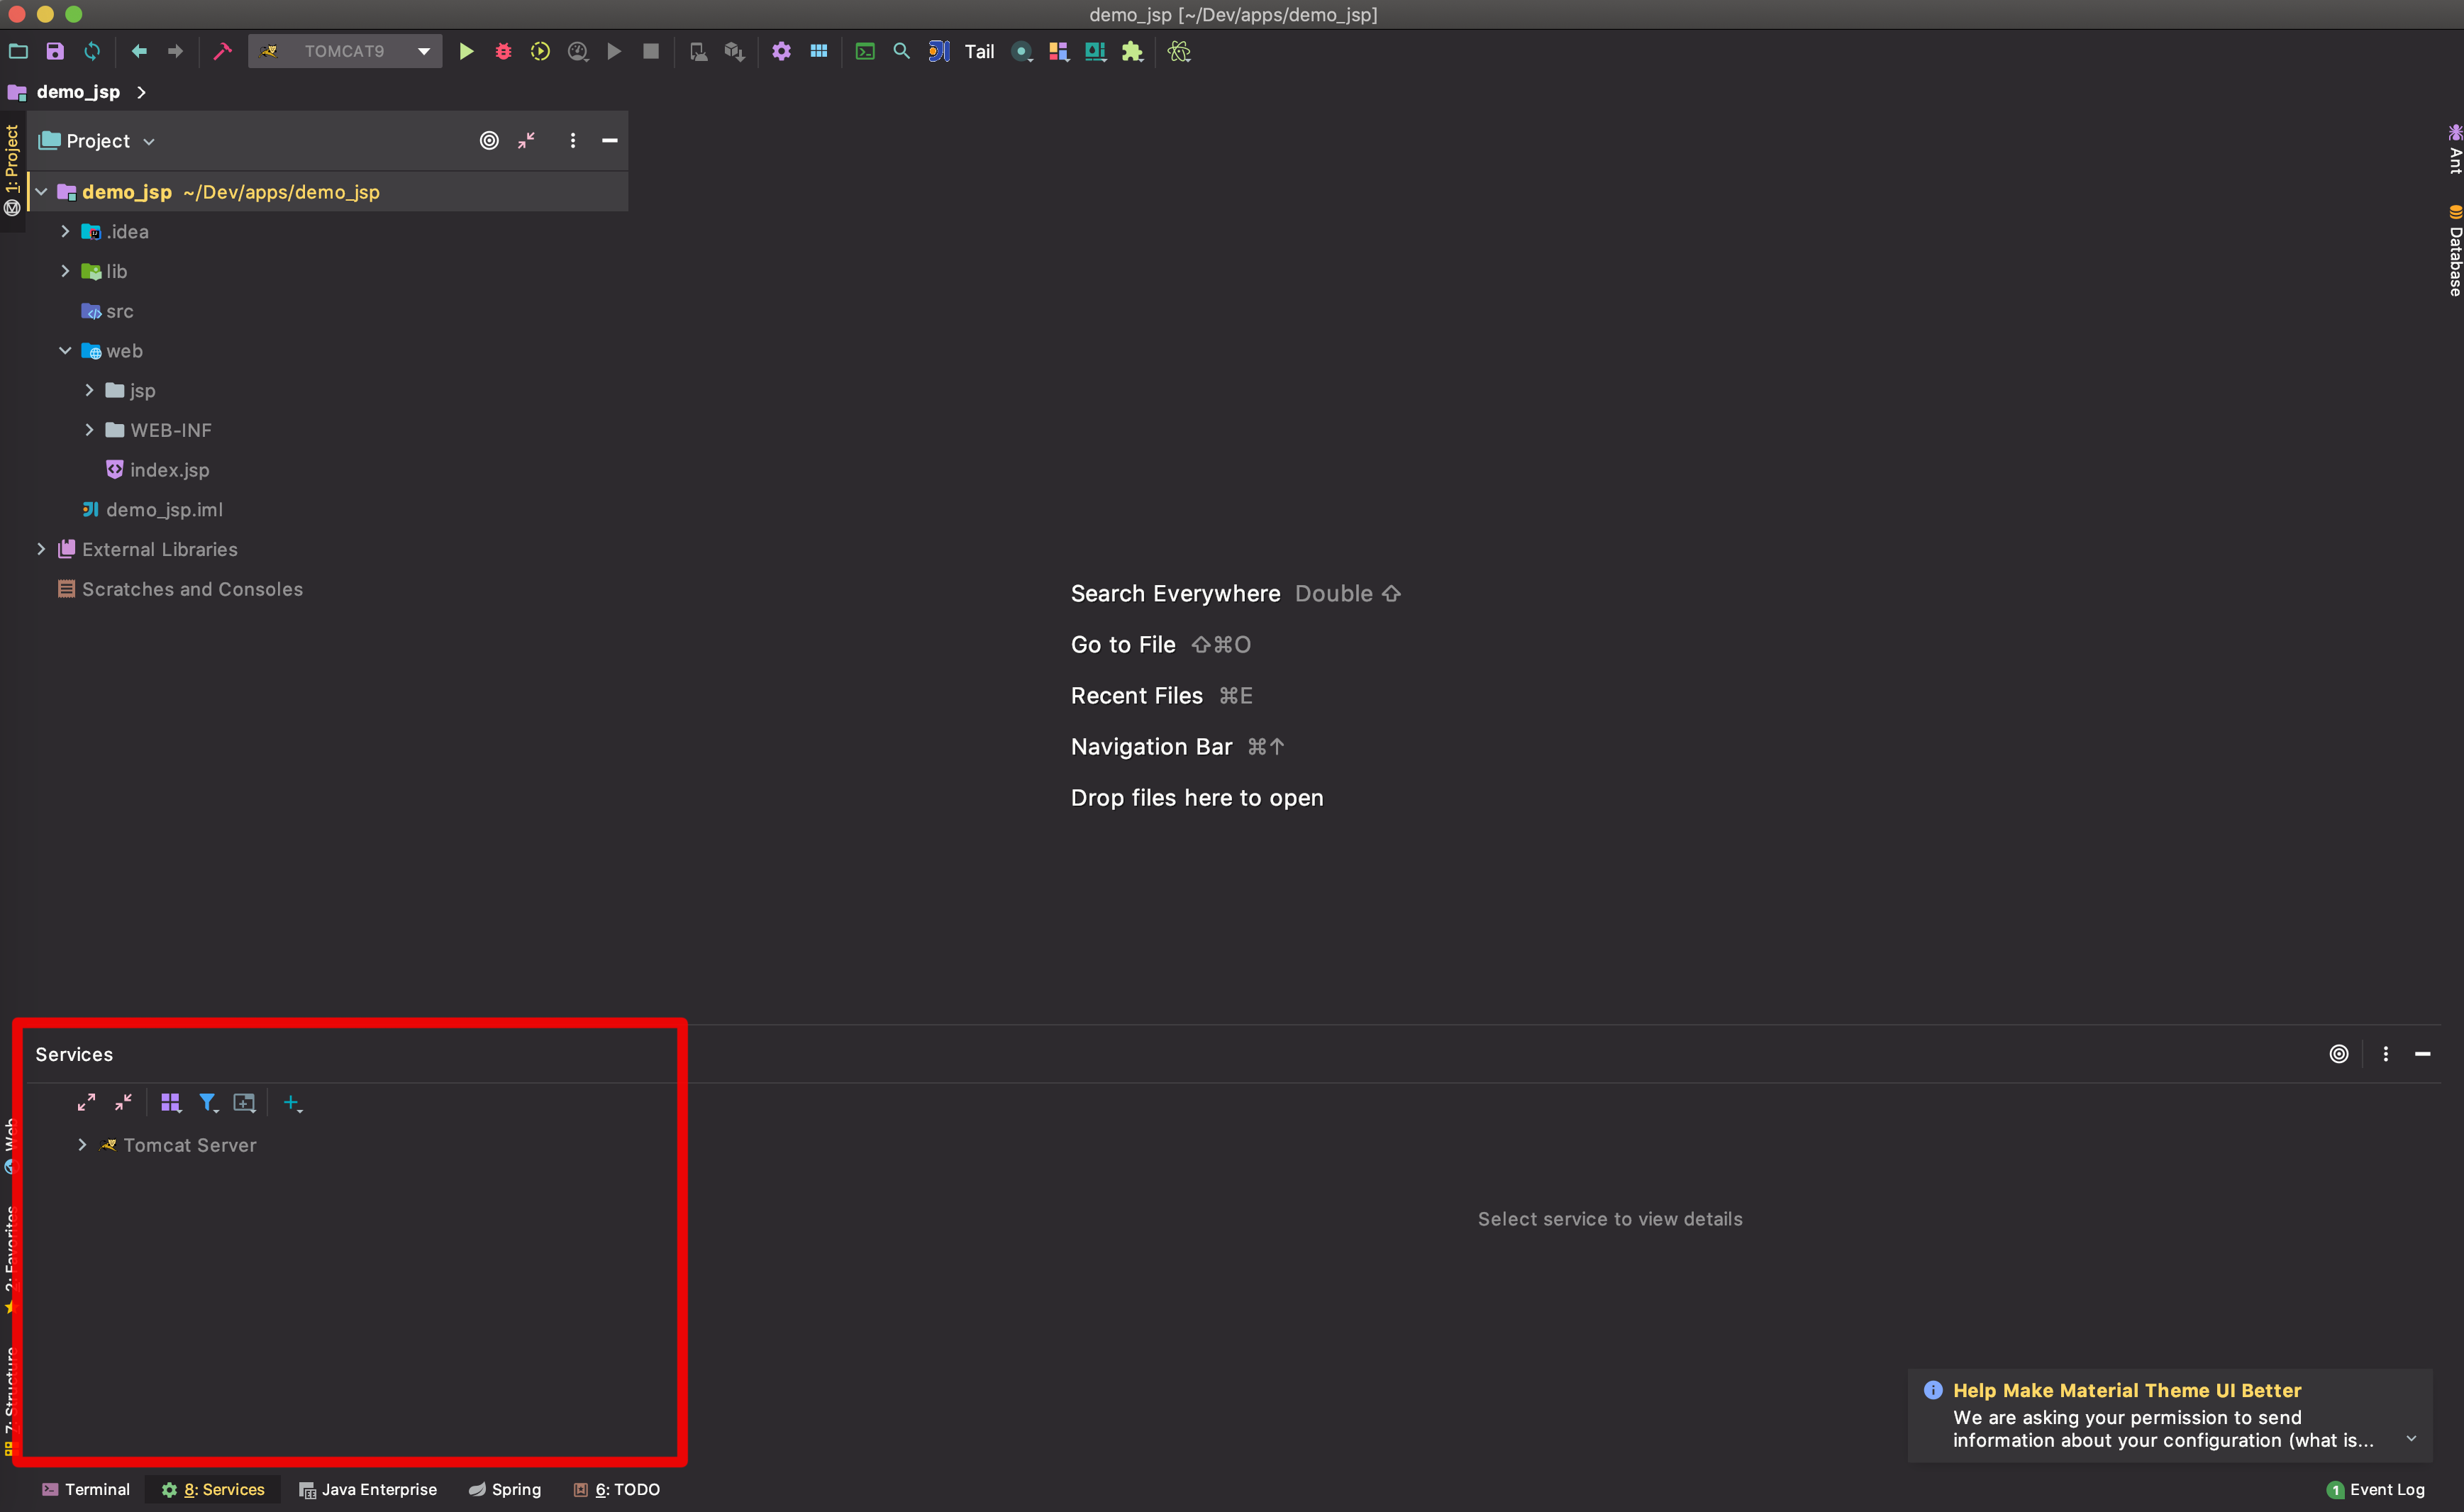 demo_jsp [~/Dev/apps/demo_jsp]
TOMCAT9
Tail
demo_jsp
1: Project
Project
demo_jsp ~/Dev/apps/demo_jsp
.idea
lib
src
web
jsp
WEB-INF
index.jsp
demo_jsp.iml
External Libraries
Scratches and Consoles
Ant
Database
Search Everywhere Double ⇧
Go to File ⇧⌘O
Recent Files ⌘E
Navigation Bar ⌘↑
Drop files here to open
Services
Tomcat Server
Select service to view details
Web
2: Favorites
7: Structure
Help Make Material Theme UI Better
We are asking your permission to send
information about your configuration (what is...
Terminal
8: Services
Java Enterprise
Spring
6: TODO
1 Event Log